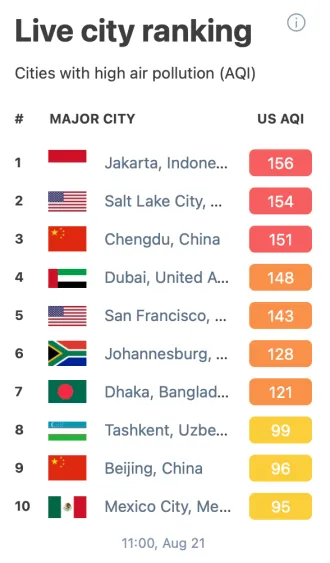 Live city ranking
Cities with high air pollution (AQI)
# MAJOR CITY US AQI
1 Jakarta, Indone... 156
2 Salt Lake City, ... 154
3 Chengdu, China 151
4 Dubai, United A... 148
5 San Francisco, ... 143
6 Johannesburg, ... 128
7 Dhaka, Banglad... 121
8 Tashkent, Uzbe... 99
9 Beijing, China 96
10 Mexico City, Me... 95
11:00, Aug 21